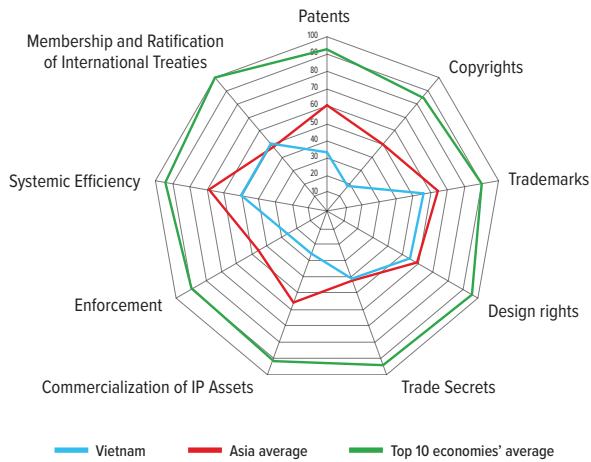 Patents
100
90
80
70
60
50
40
30
20
10
Copyrights
Trademarks
Design rights
Trade Secrets
Commercialization of IP Assets
Enforcement
Systemic Efficiency
Membership and Ratification
of International Treaties
Vietnam
Asia average
Top 10 economies’ average